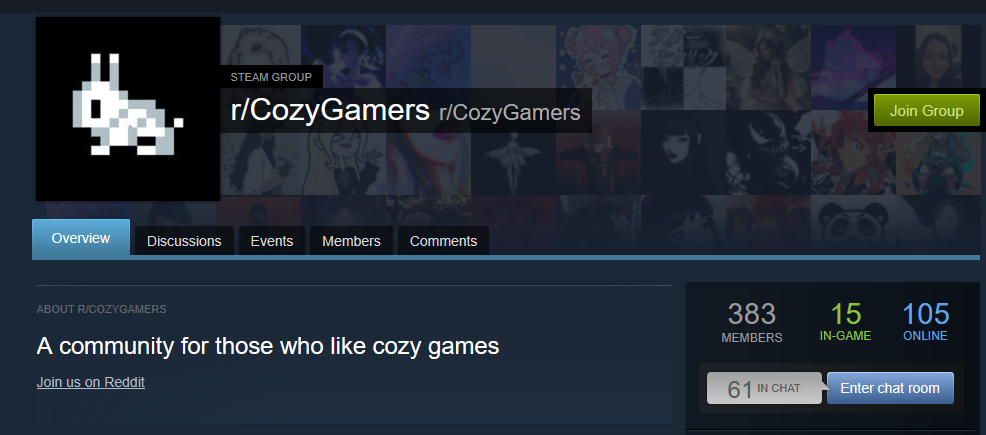 STEAM GROUP
r/CozyGamers r/CozyGamers
Join Group
Overview Discussions Events Members Comments
ABOUT R/COZYGAMERS
A community for those who like cozy games
Join us on Reddit
383 15 105
MEMBERS IN-GAME ONLINE
61 IN CHAT Enter chat room